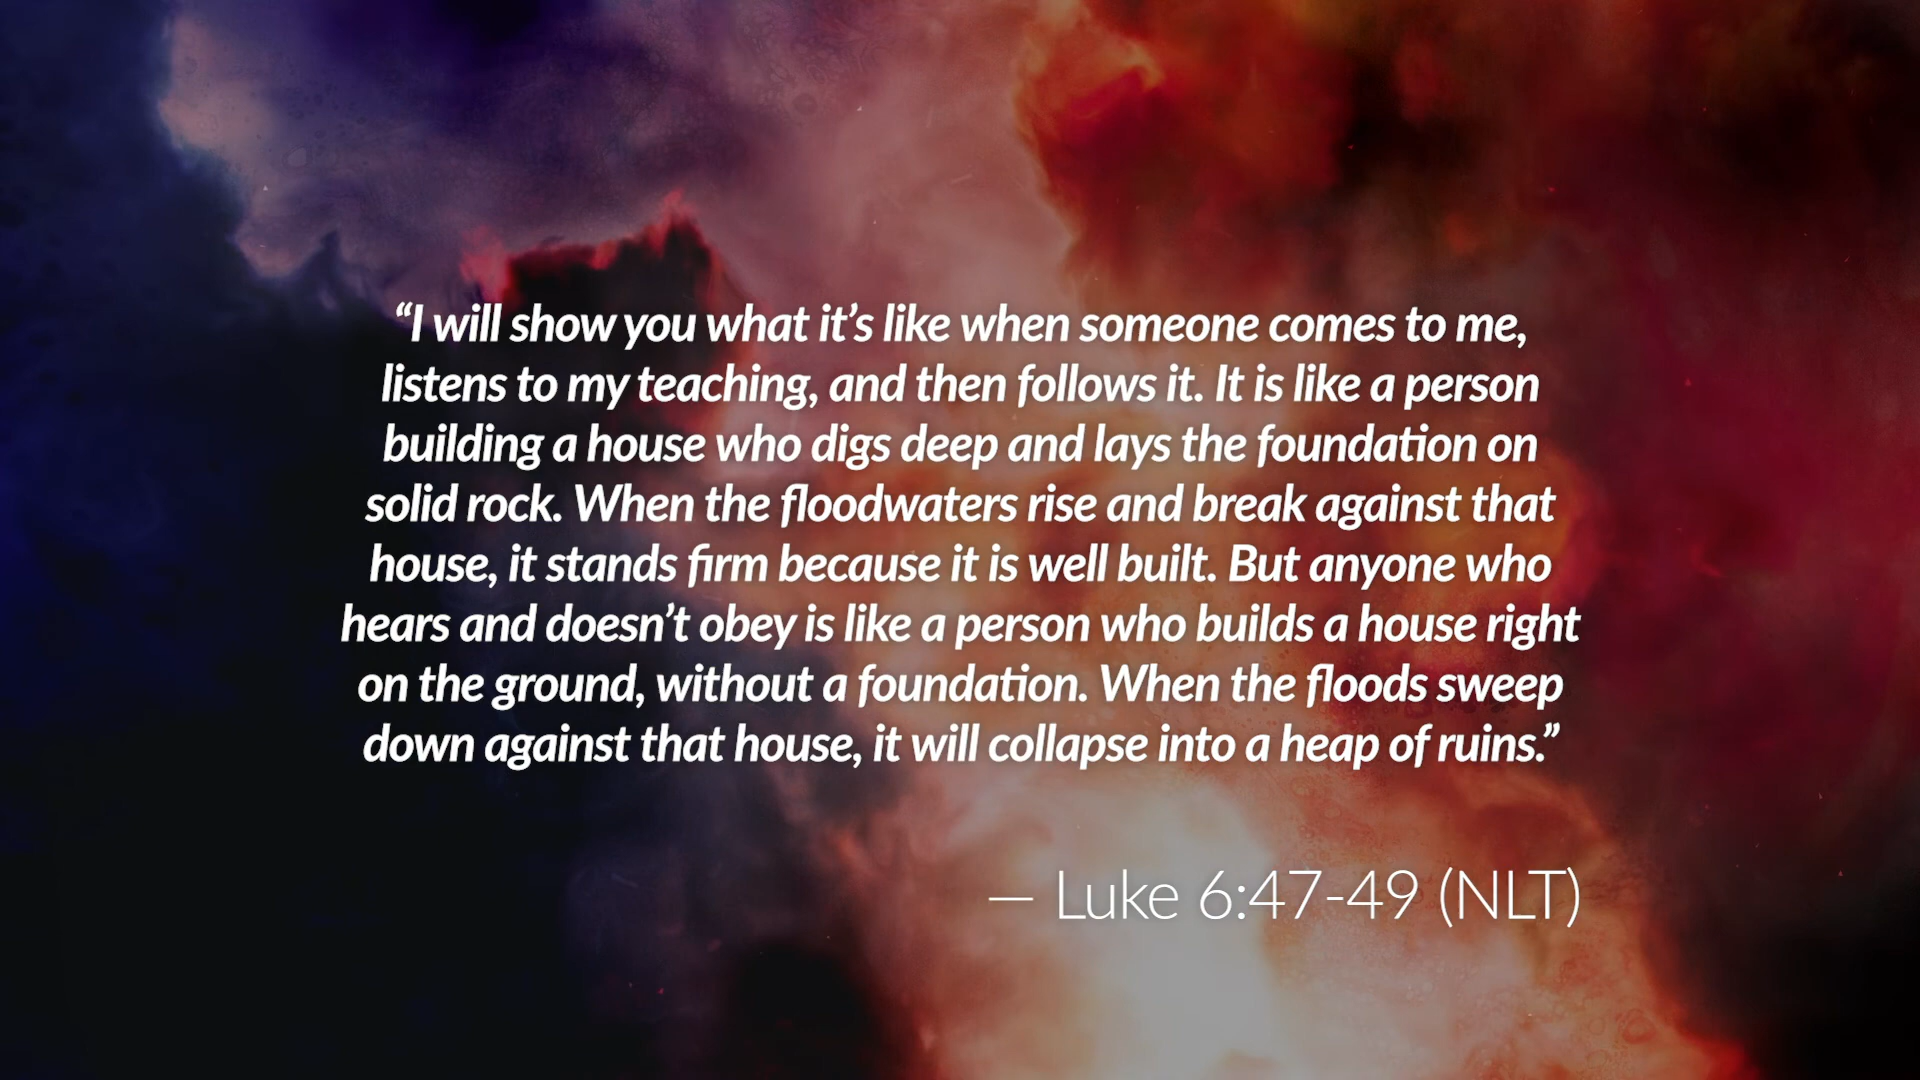 “I will show you what it’s like when someone comes to me,
listens to my teaching, and then follows it. It is like a person
building a house who digs deep and lays the foundation on
solid rock. When the floodwaters rise and break against that
house, it stands firm because it is well built. But anyone who
hears and doesn’t obey is like a person who builds a house right
on the ground, without a foundation. When the floods sweep
down against that house, it will collapse into a heap of ruins.”
— Luke 6:47-49 (NLT)